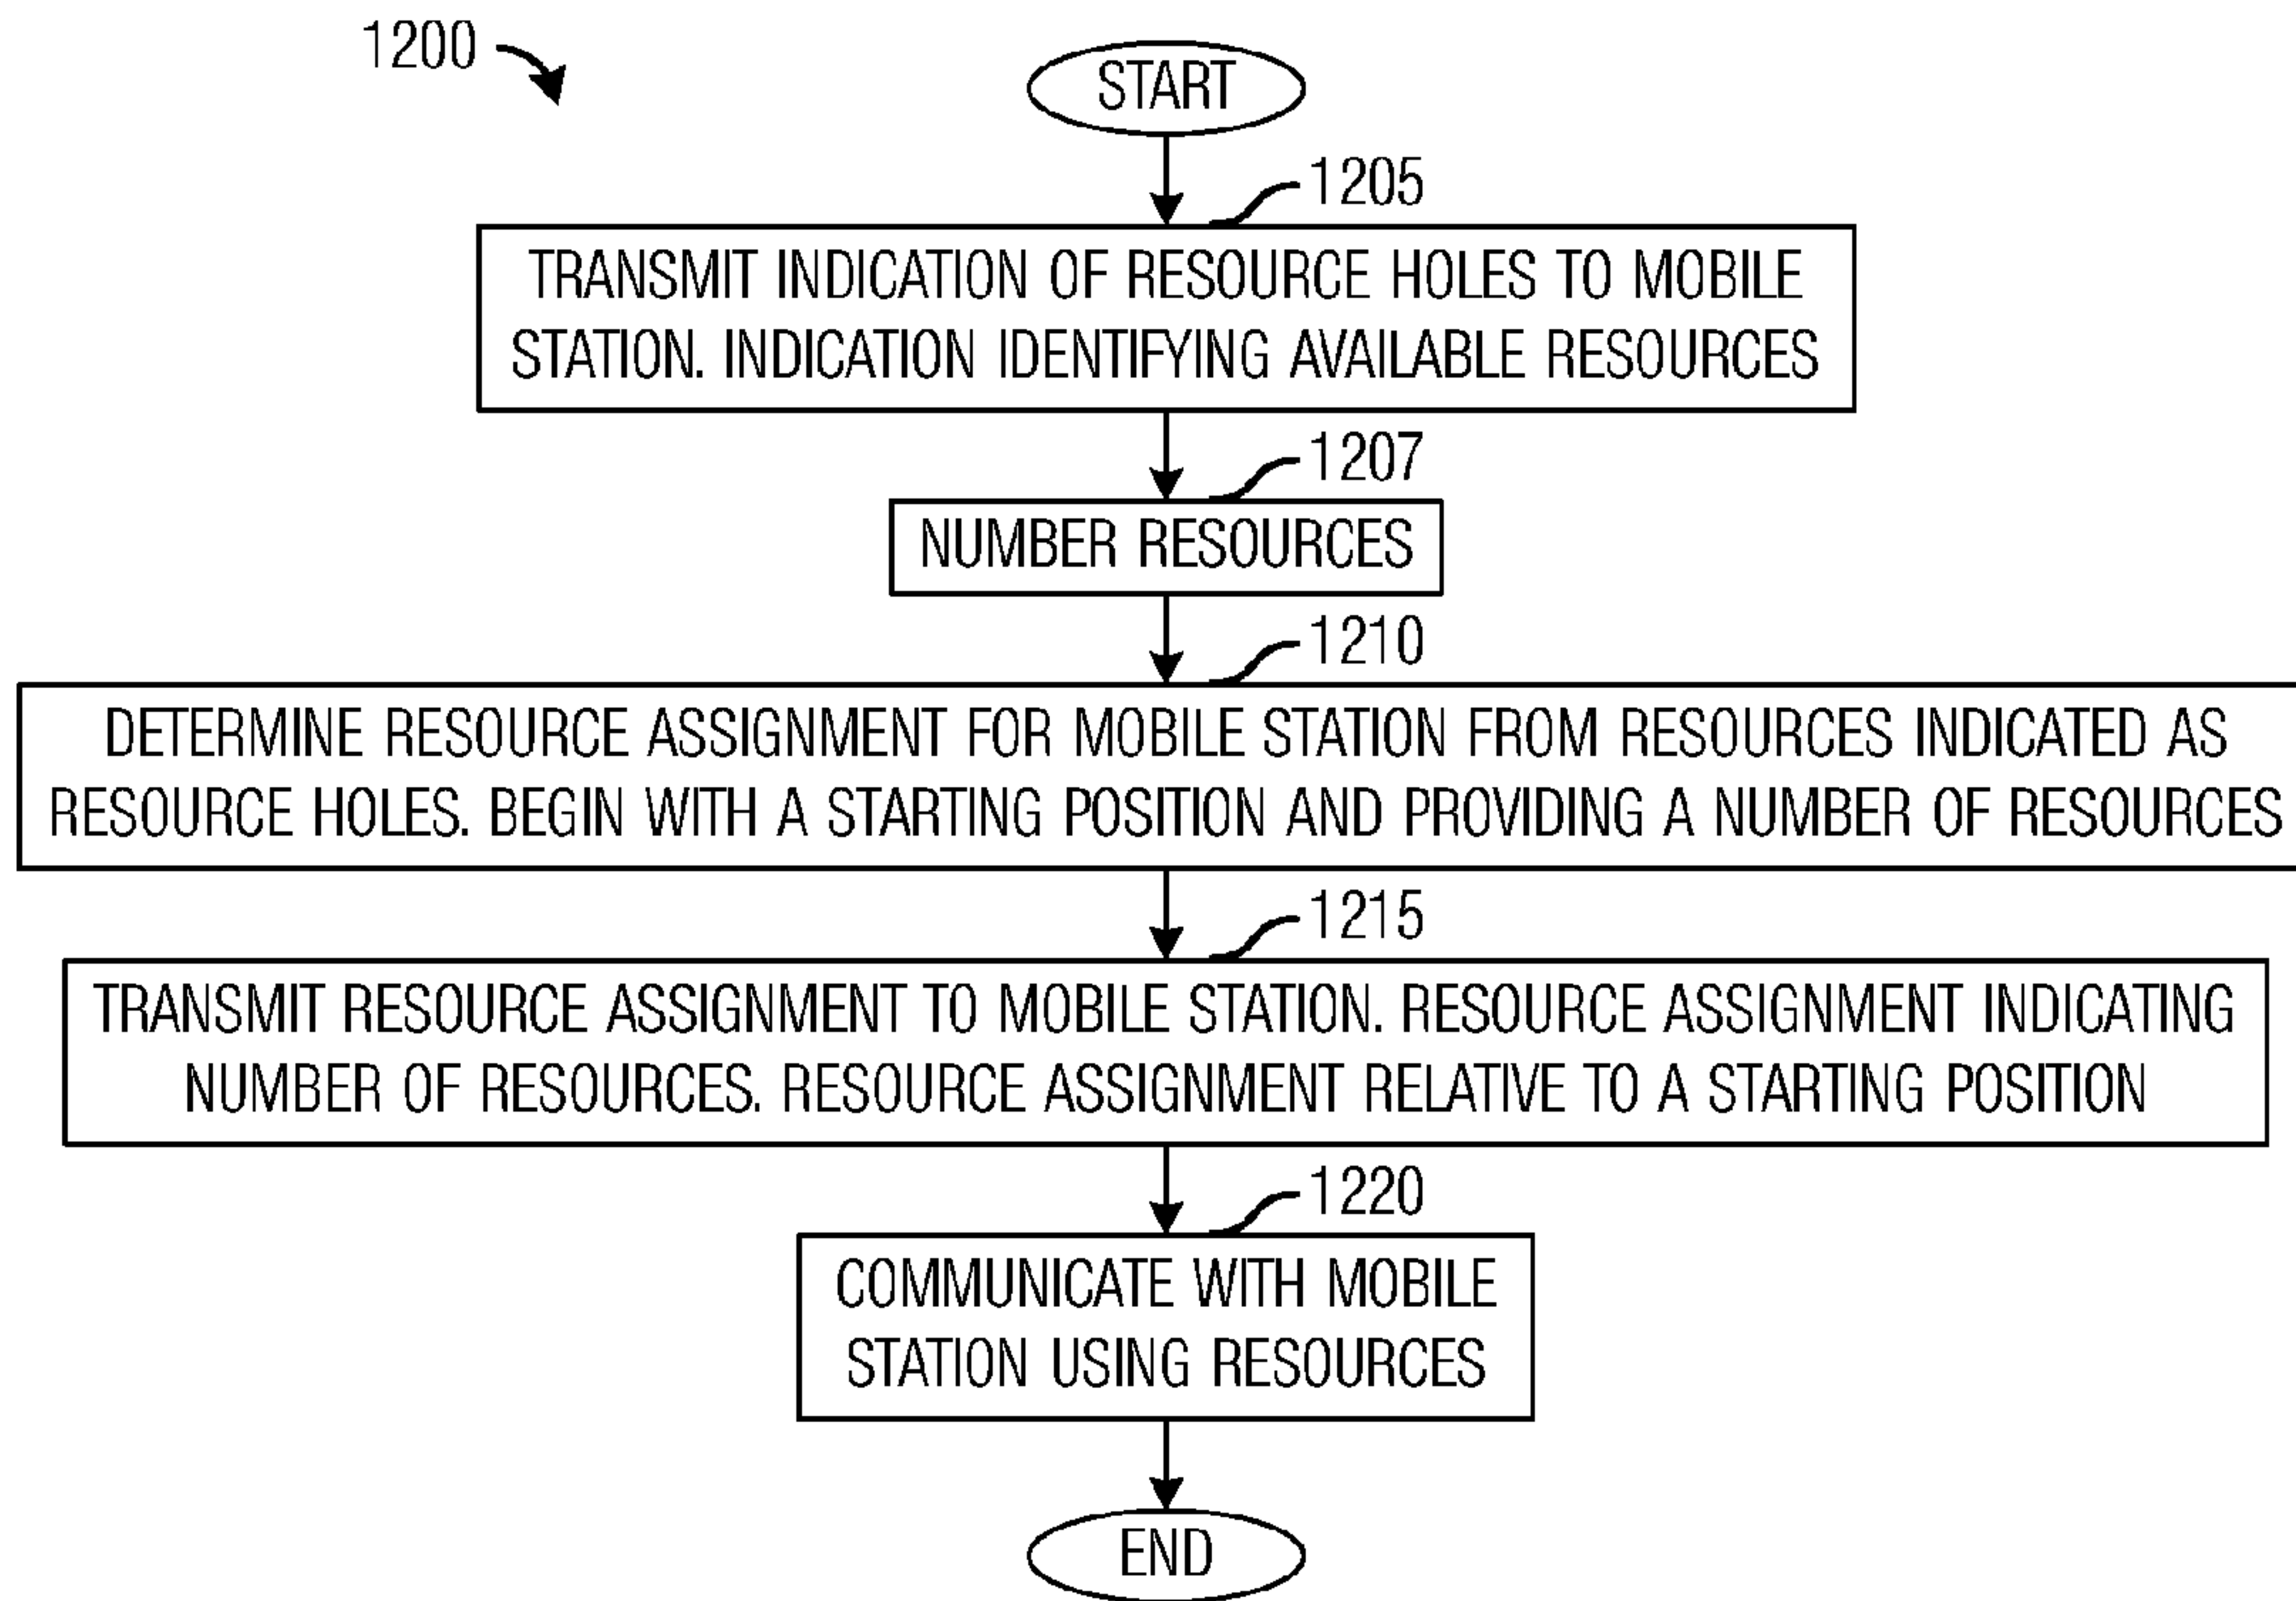 1200
START
1205
TRANSMIT INDICATION OF RESOURCE HOLES TO MOBILE
STATION. INDICATION IDENTIFYING AVAILABLE RESOURCES
1207
NUMBER RESOURCES
1210
DETERMINE RESOURCE ASSIGNMENT FOR MOBILE STATION FROM RESOURCES INDICATED AS
RESOURCE HOLES. BEGIN WITH A STARTING POSITION AND PROVIDING A NUMBER OF RESOURCES
1215
TRANSMIT RESOURCE ASSIGNMENT TO MOBILE STATION. RESOURCE ASSIGNMENT INDICATING
NUMBER OF RESOURCES. RESOURCE ASSIGNMENT RELATIVE TO A STARTING POSITION
1220
COMMUNICATE WITH MOBILE
STATION USING RESOURCES
END